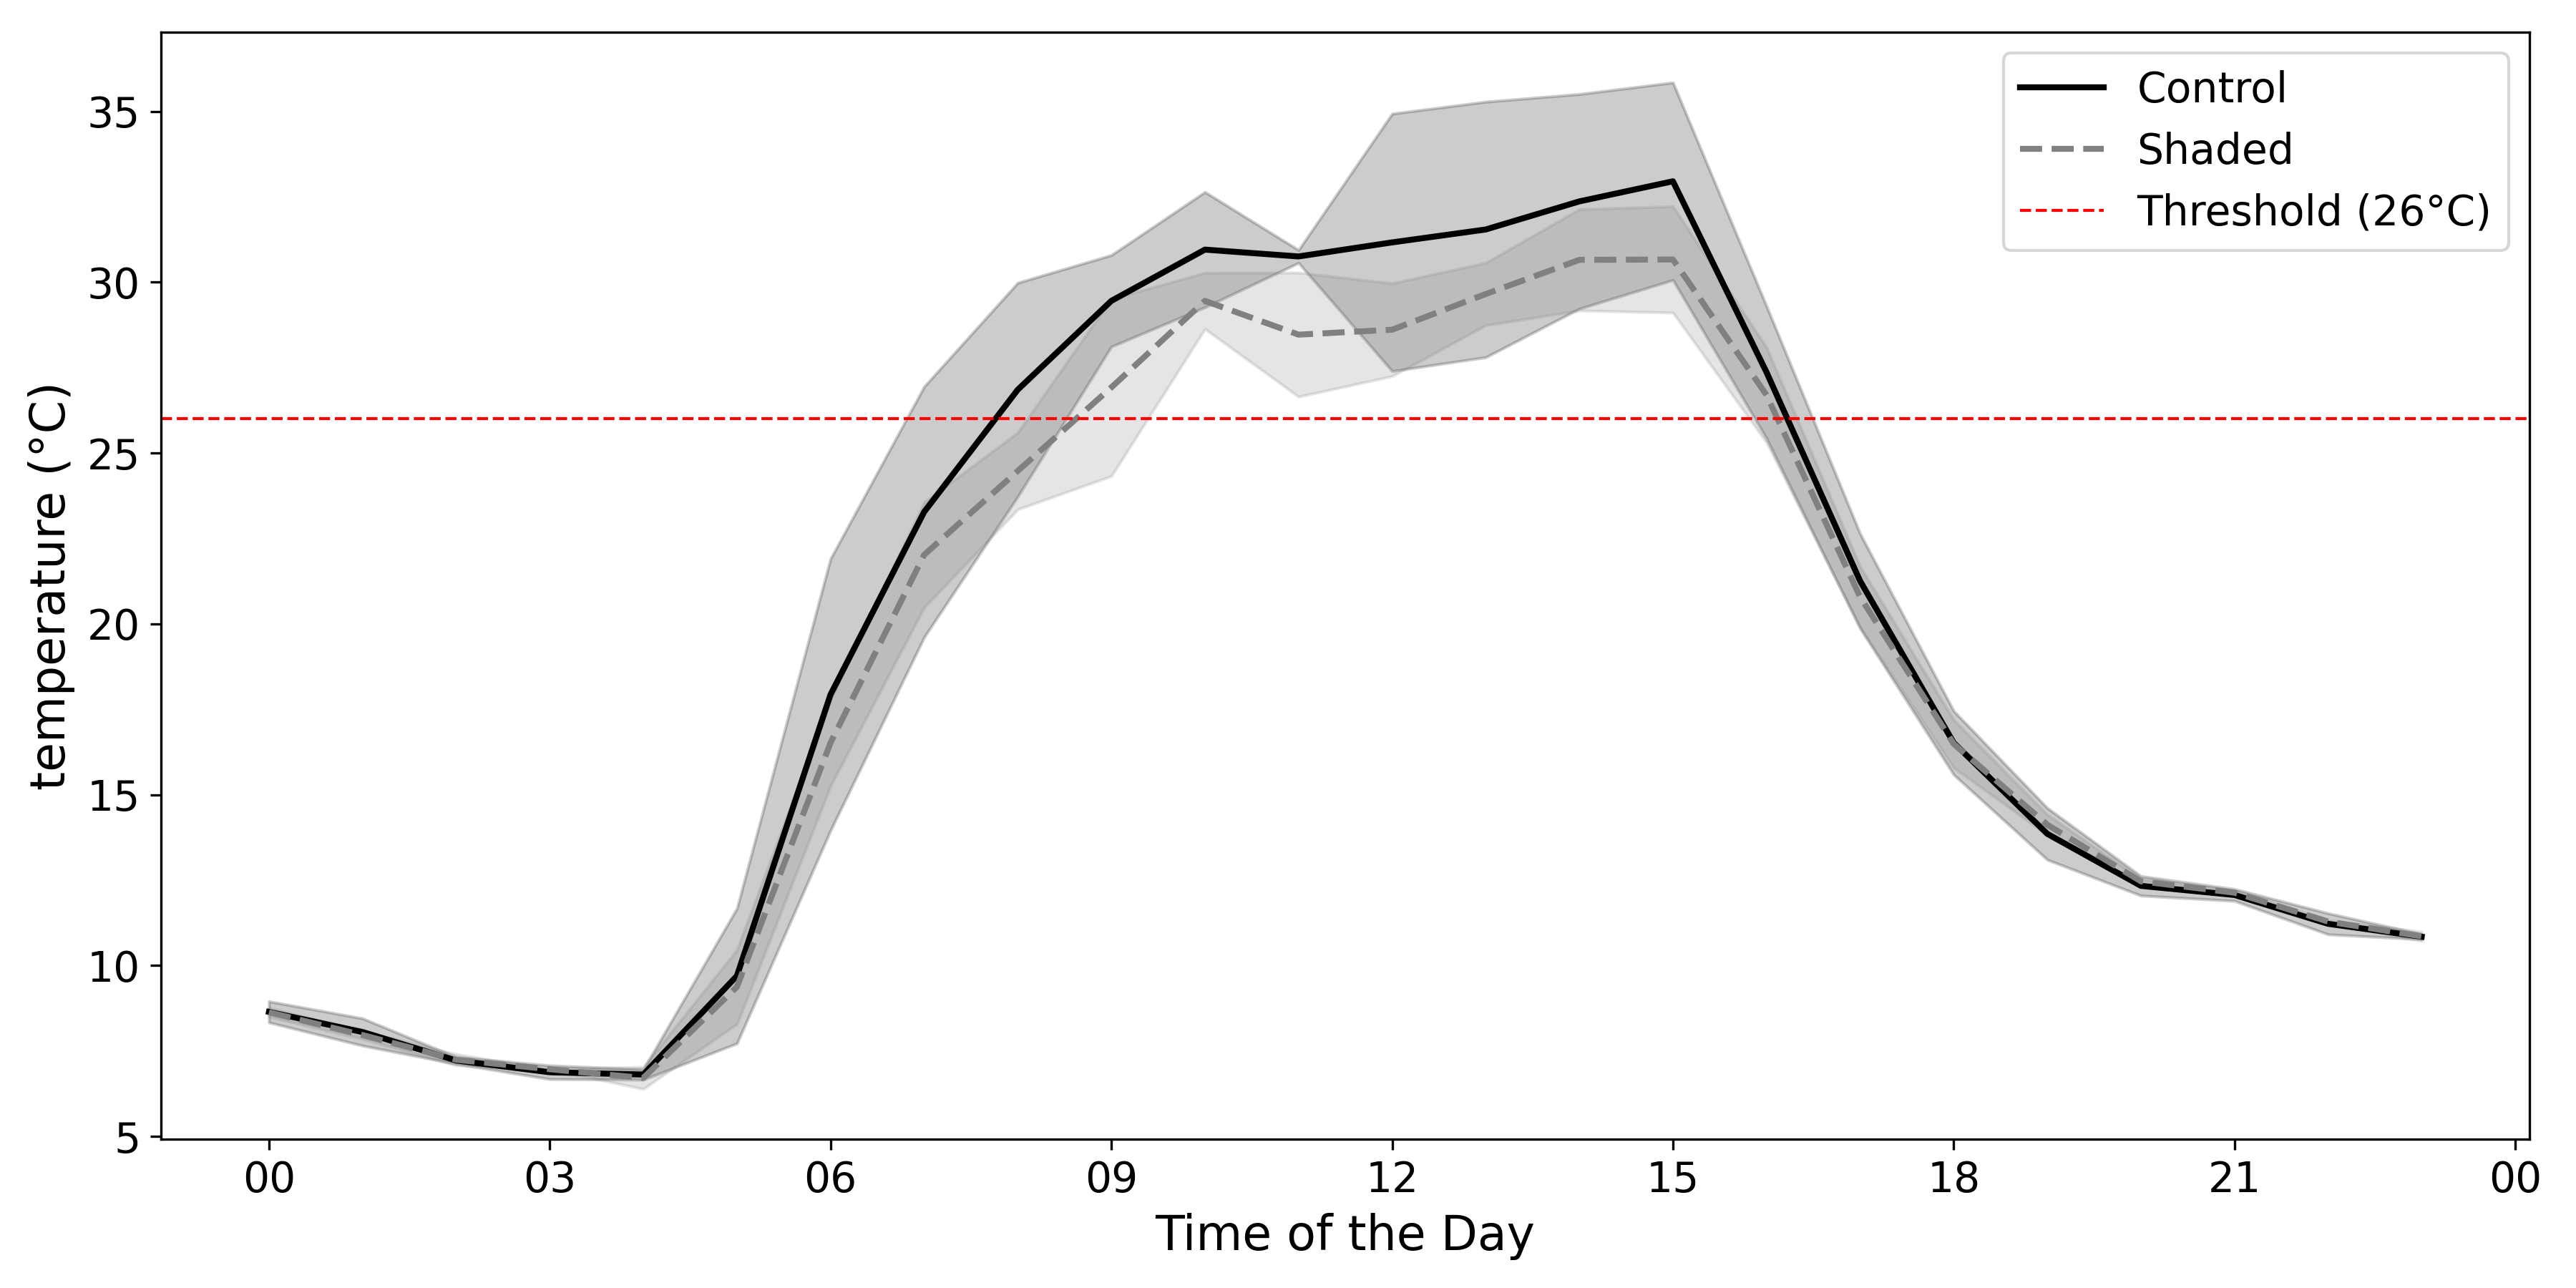 35
30
25
20
15
10
5
temperature (°C)
Control
Shaded
Threshold (26°C)
00 03 06 09 12 15 18 21 00
Time of the Day